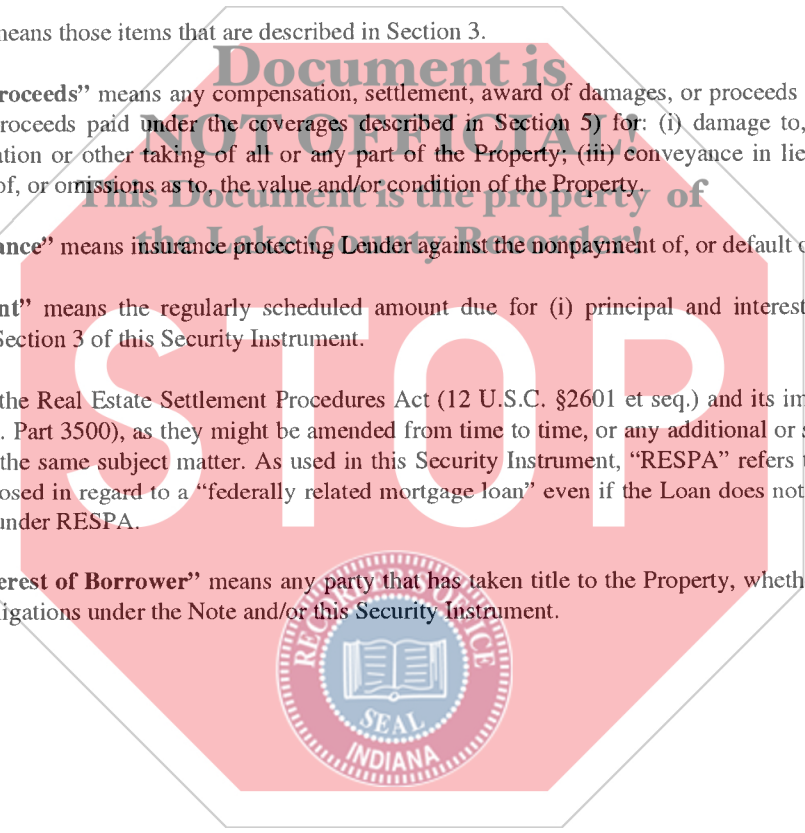 means those items that are described in Section 3.
Document is
roceeds” means any compensation, settlement, award of damages, or proceeds
roceeds paid under the coverages described in Section 5) for: (i) damage to,
NOT OFFICIAL!
ation or other taking of all or any part of the Property; (iii) conveyance in lie
of, or omissions as to, the value and/or condition of the Property.
This Document is the property of
the Lake County Recorder!
ance” means insurance protecting Lender against the nonpayment of, or default o
nt” means the regularly scheduled amount due for (i) principal and interest
Section 3 of this Security Instrument.
STOP
the Real Estate Settlement Procedures Act (12 U.S.C. §2601 et seq.) and its im
. Part 3500), as they might be amended from time to time, or any additional or s
the same subject matter. As used in this Security Instrument, “RESPA” refers t
osed in regard to a “federally related mortgage loan” even if the Loan does not
under RESPA.
erest of Borrower” means any party that has taken title to the Property, wheth
ligations under the Note and/or this Security Instrument.
RECORDER'S OFFICE
SEAL
INDIANA